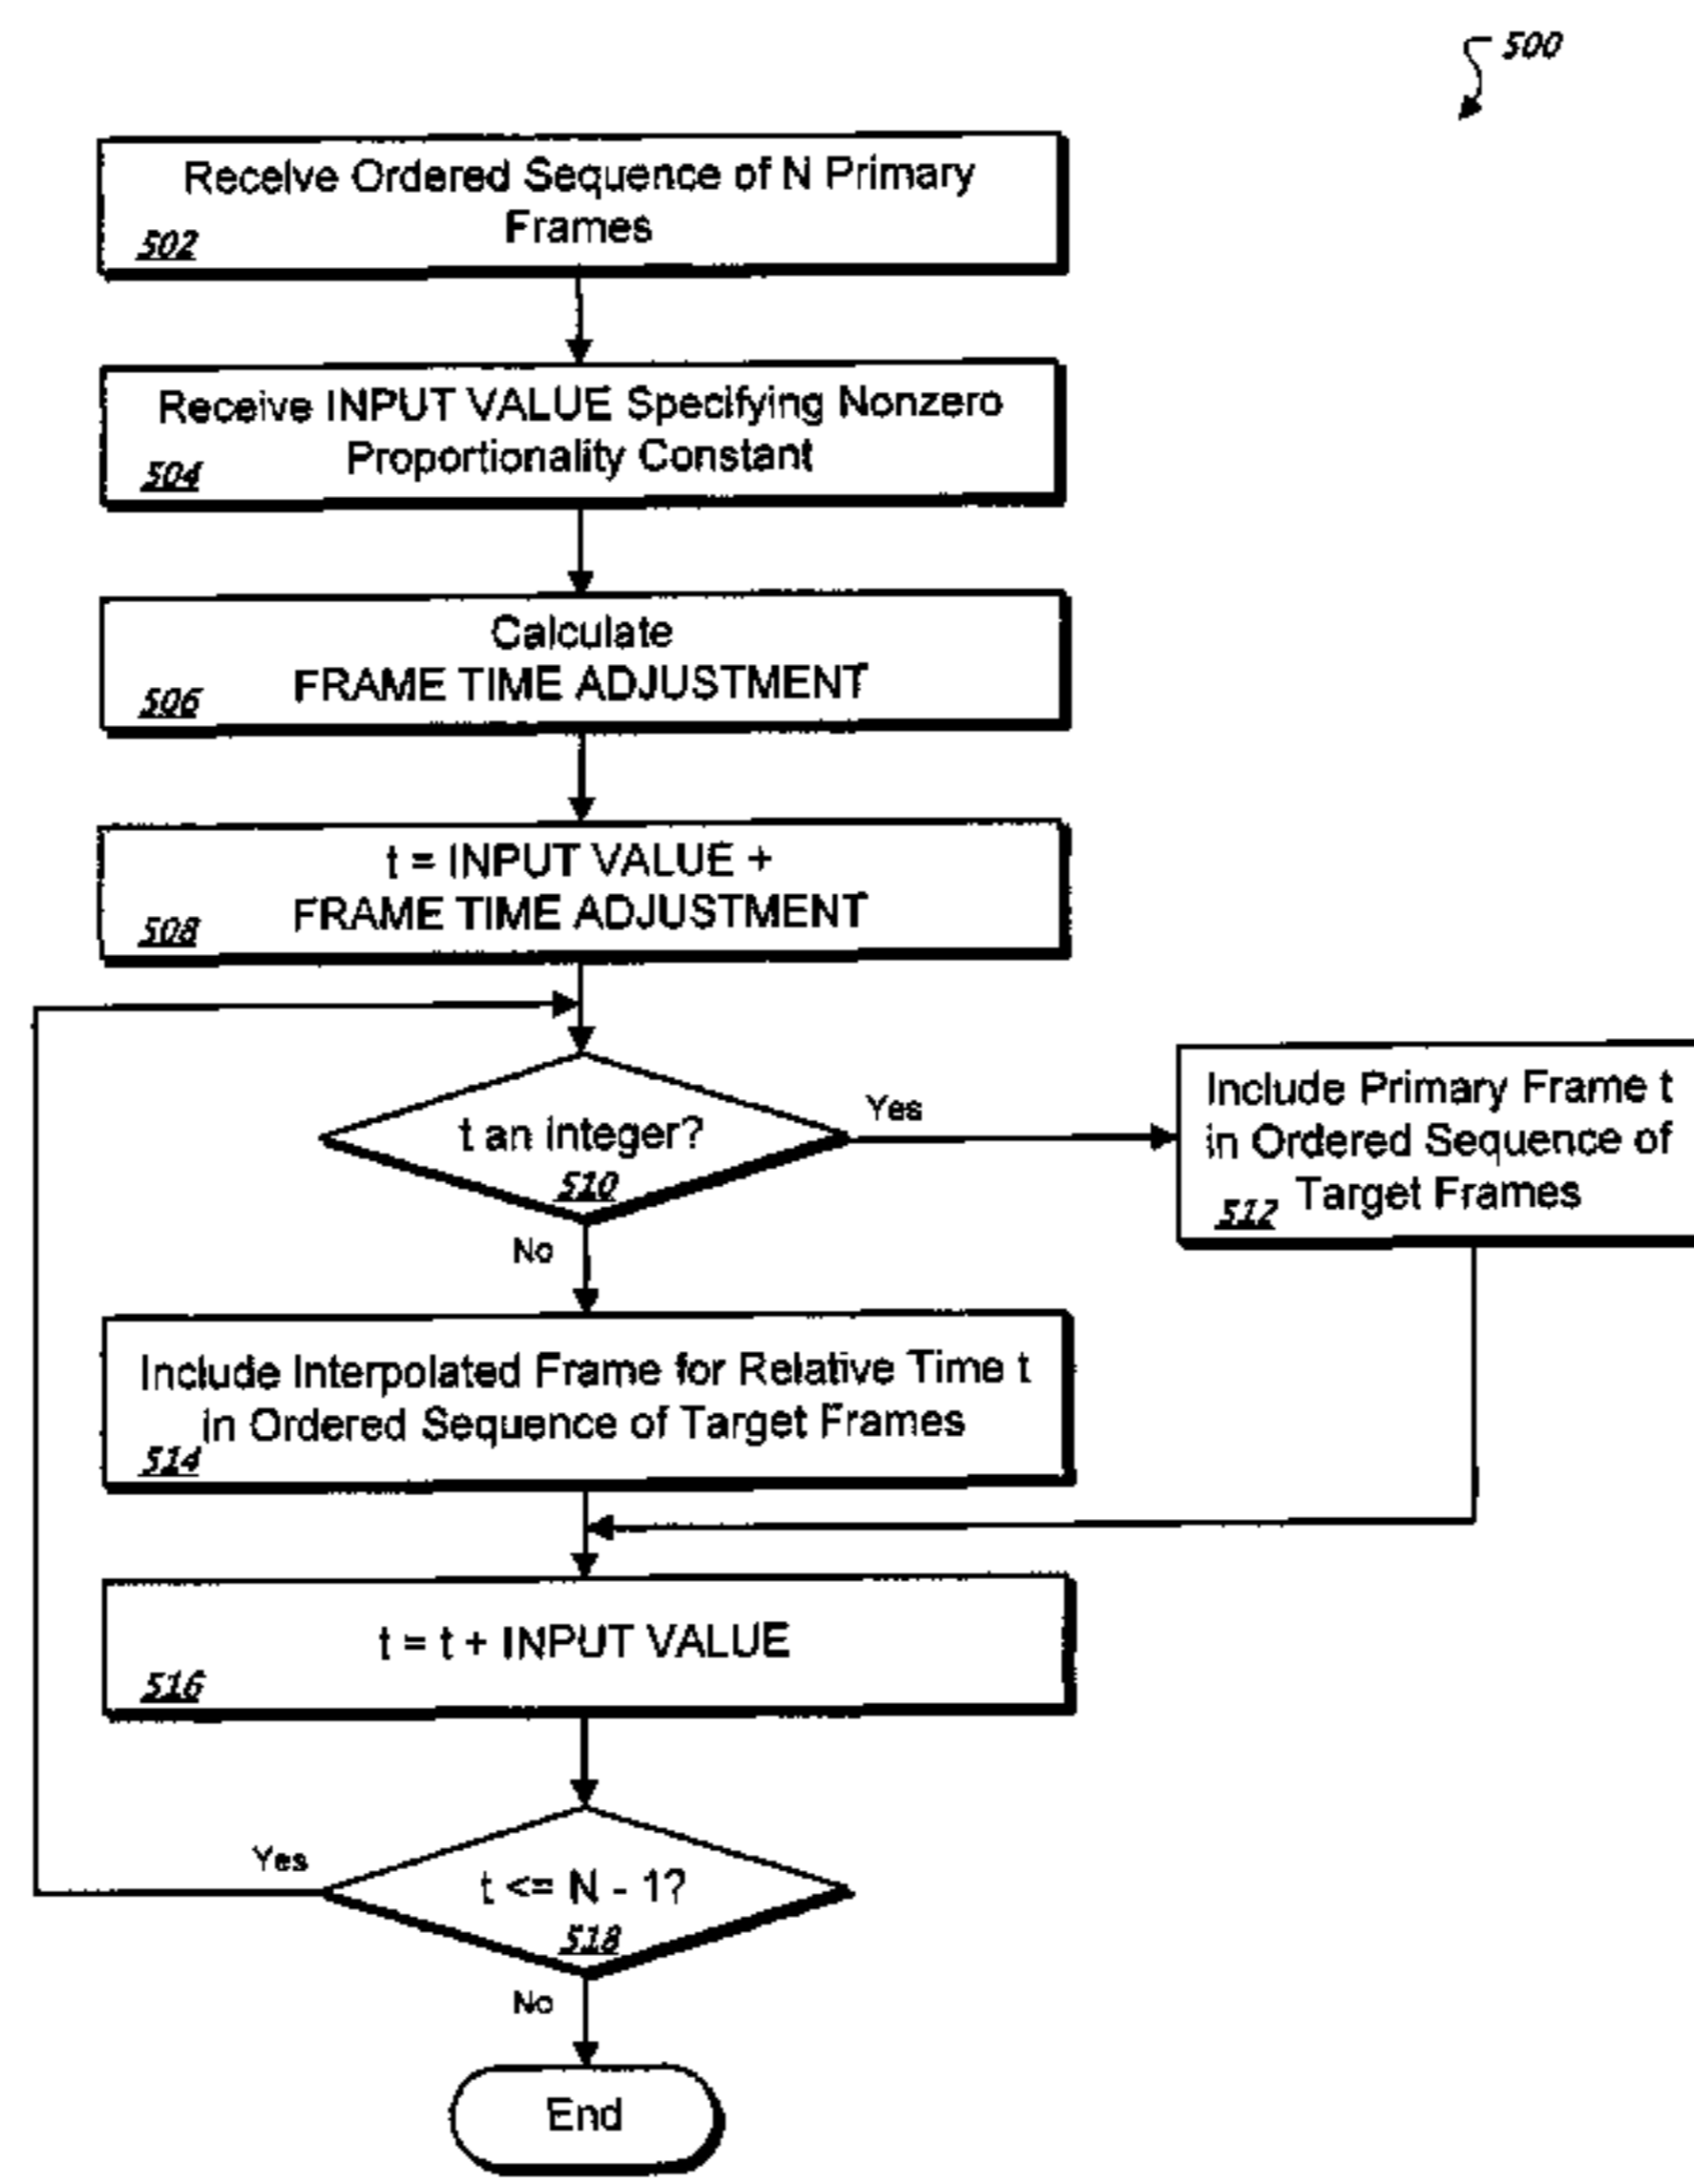 500
Receive Ordered Sequence of N Primary
Frames
502
Receive INPUT VALUE Specifying Nonzero
Proportionality Constant
504
Calculate
FRAME TIME ADJUSTMENT
506
t = INPUT VALUE +
FRAME TIME ADJUSTMENT
508
t an Integer?
510
Yes
No
Include Primary Frame t
in Ordered Sequence of
Target Frames
512
Include Interpolated Frame for Relative Time t
in Ordered Sequence of Target Frames
514
t = t + INPUT VALUE
516
t <= N - 1?
518
Yes
No
End